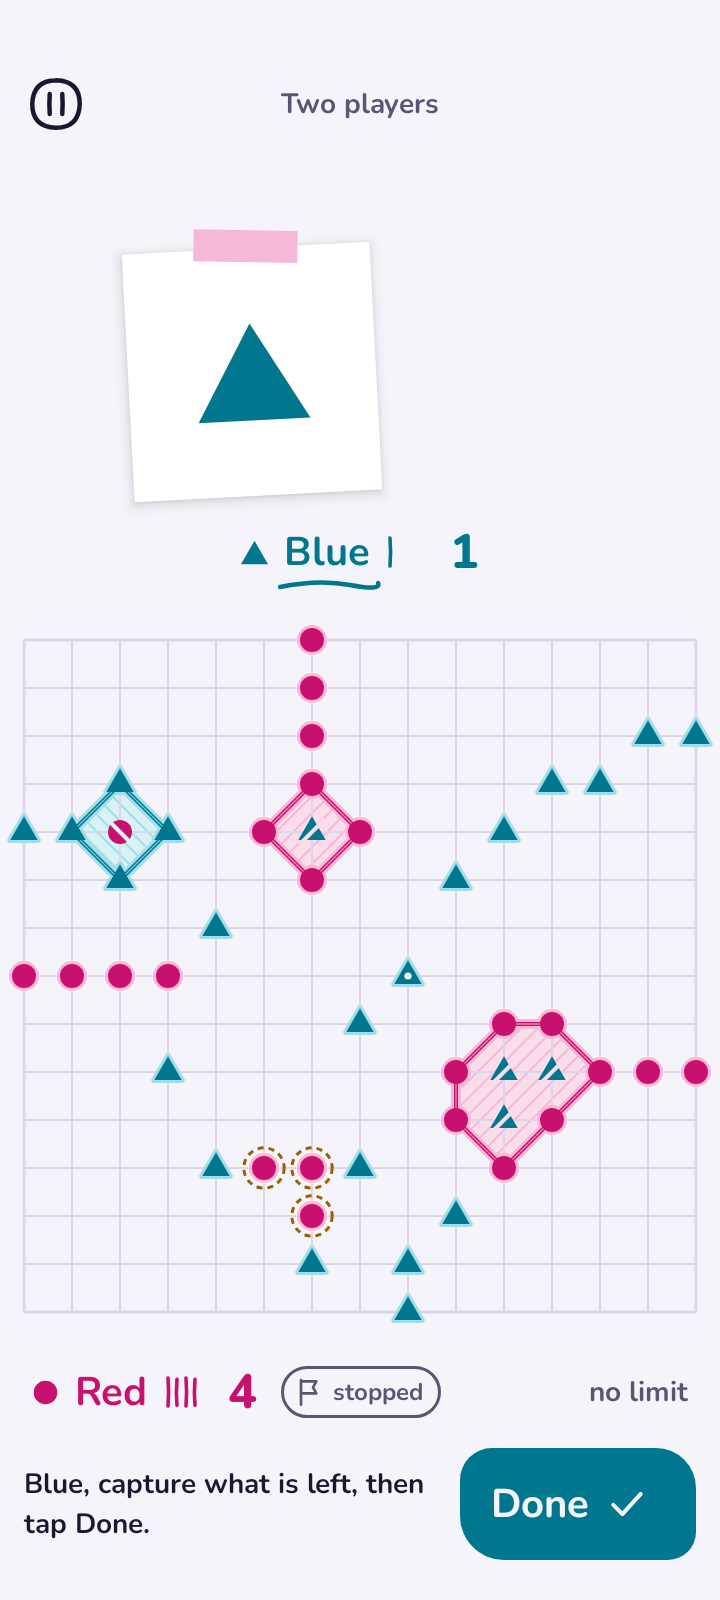 Two players
Blue 1
Red 4 stopped no limit
Blue, capture what is left, then
tap Done.
Done